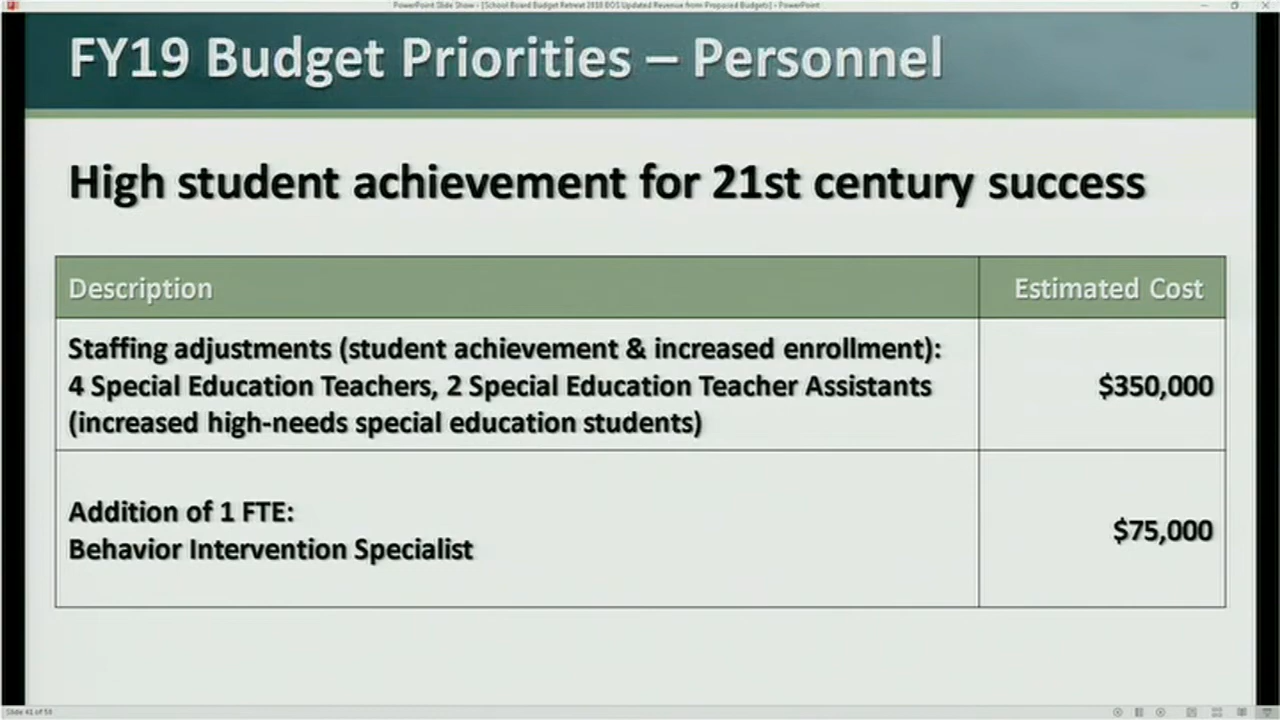 PowerPoint Slide Show - [School Board Budget Retreat 2018 BOS Updated Revenue from Proposed Budgets] - PowerPoint
FY19 Budget Priorities – Personnel
High student achievement for 21st century success
Description
Estimated Cost
Staffing adjustments (student achievement & increased enrollment):
4 Special Education Teachers, 2 Special Education Teacher Assistants
(increased high-needs special education students)
$350,000
Addition of 1 FTE:
Behavior Intervention Specialist
$75,000